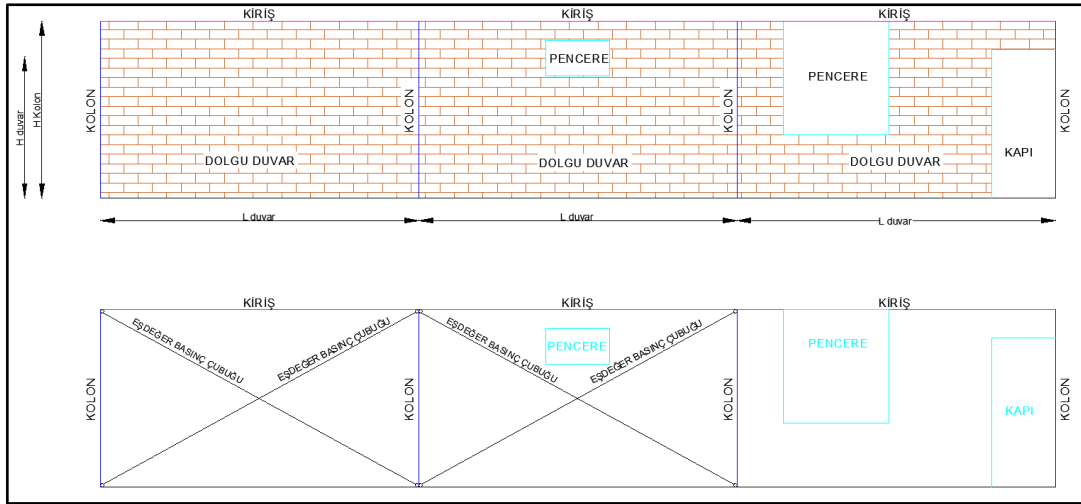 KİRİŞ KİRİŞ KİRİŞ
PENCERE
PENCERE
H duvar
H Kolon
KOLON
KOLON
KOLON
KOLON
DOLGU DUVAR
DOLGU DUVAR
DOLGU DUVAR
KAPI
L duvar
L duvar
L duvar
KİRİŞ KİRİŞ KİRİŞ
EŞDEĞER BASINÇ ÇUBUĞU
EŞDEĞER BASINÇ ÇUBUĞU
EŞDEĞER BASINÇ ÇUBUĞU
EŞDEĞER BASINÇ ÇUBUĞU
PENCERE
PENCERE
KOLON
KOLON
KOLON
KOLON
KAPI